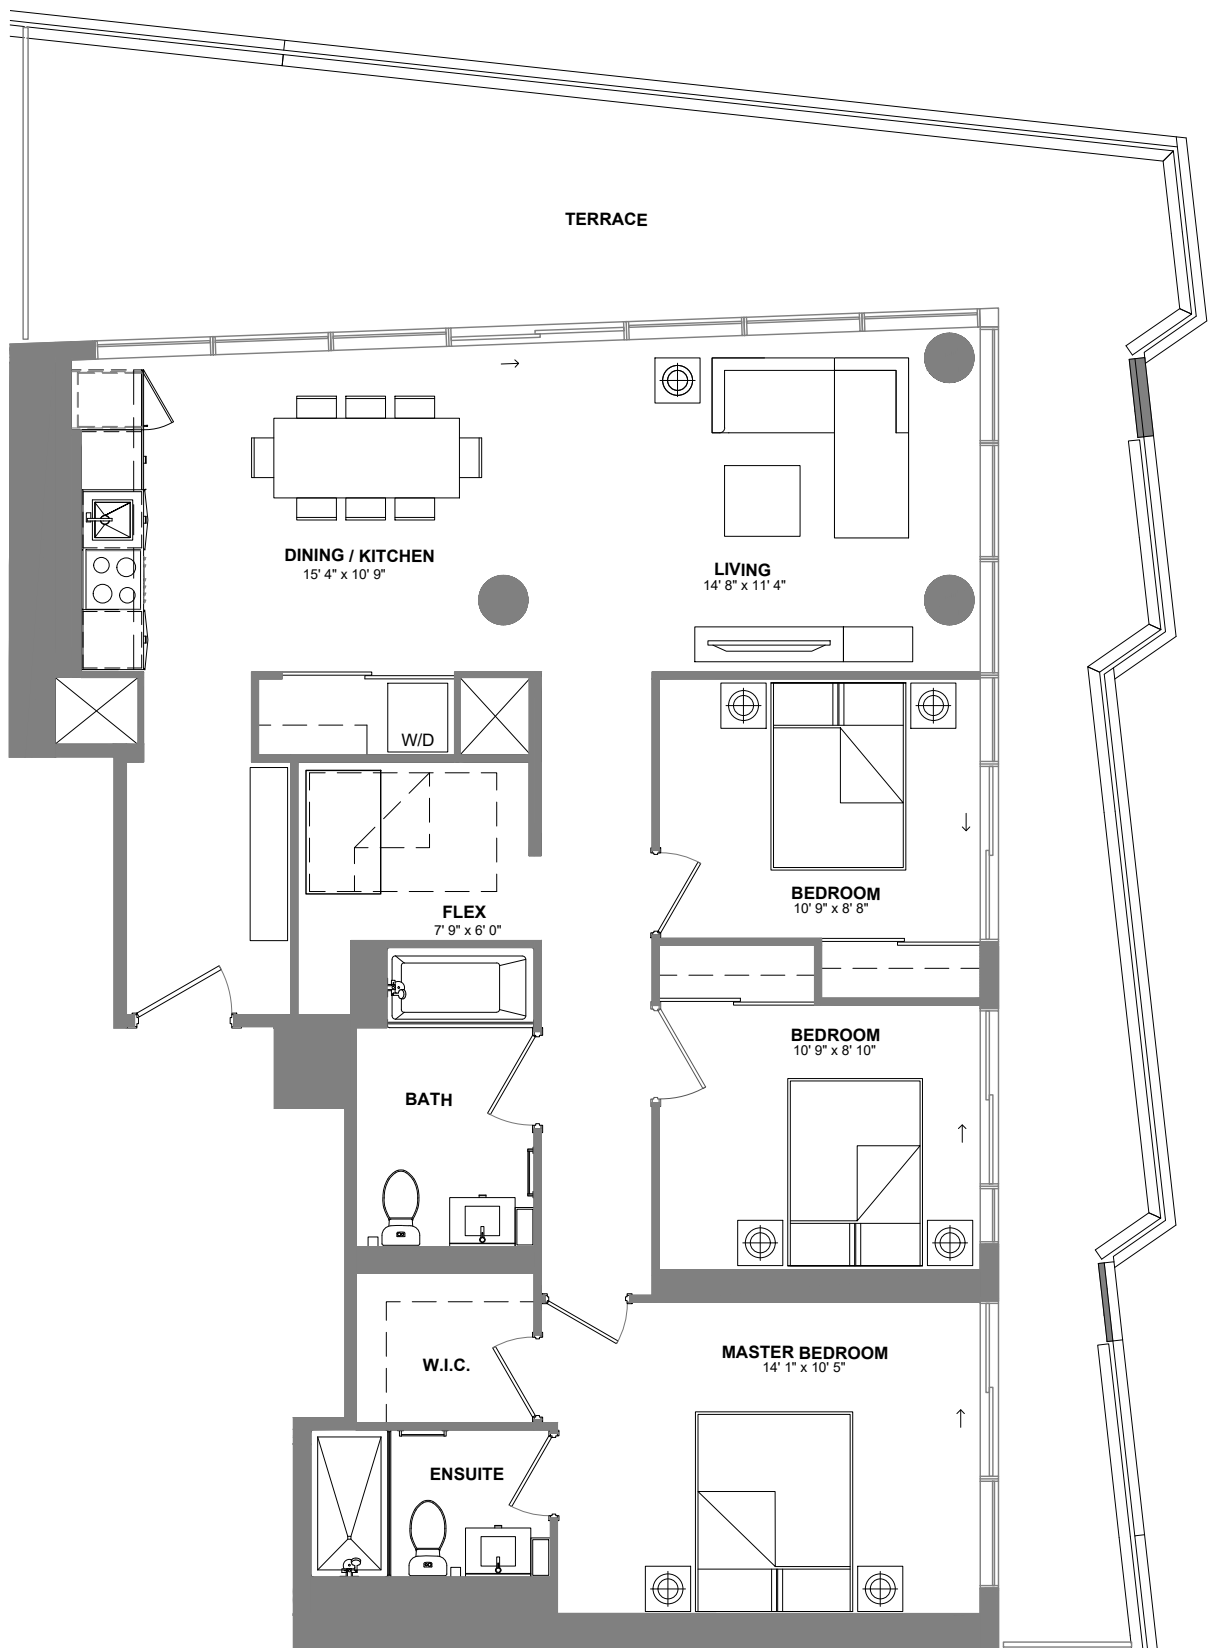 TERRACE
DINING / KITCHEN
15' 4" x 10' 9"
LIVING
14' 8" x 11' 4"
W/D
BEDROOM
10' 9" x 8' 8"
FLEX
7' 9" x 6' 0"
BEDROOM
10' 9" x 8' 10"
BATH
MASTER BEDROOM
14' 1" x 10' 5"
W.I.C.
ENSUITE